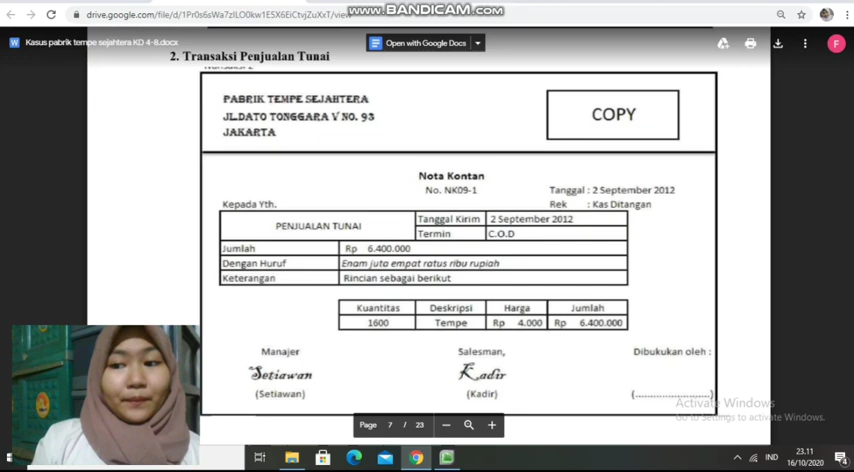 WWW.BANDICAM.COM
drive.google.com/file/d/1Pr0s6sWa7zILO0kw1E5X6EiCtvjZuXxT/view
Kasus pabrik tempe sejahtera KD 4-8.docx
Open with Google Docs
F
2. Transaksi Penjualan Tunai
PABRIK TEMPE SEJAHTERA
JL.DATO TONGGARA V NO. 93
JAKARTA
COPY
Nota Kontan
No. NK09-1
Tanggal : 2 September 2012
Kepada Yth.
Rek : Kas Ditangan
PENJUALAN TUNAI
Tanggal Kirim 2 September 2012
Termin C.O.D
Jumlah Rp 6.400.000
Dengan Huruf Enam juta empat ratus ribu rupiah
Keterangan Rincian sebagai berikut
Kuantitas Deskripsi Harga Jumlah
1600 Tempe Rp 4.000 Rp 6.400.000
Manajer Salesman, Dibukukan oleh :
Setiawan Kadir
(Setiawan) (Kadir) (........................)
Activate Windows
Go to Settings to activate Windows.
Page 7 / 23
IND
23.11
16/10/2020
4